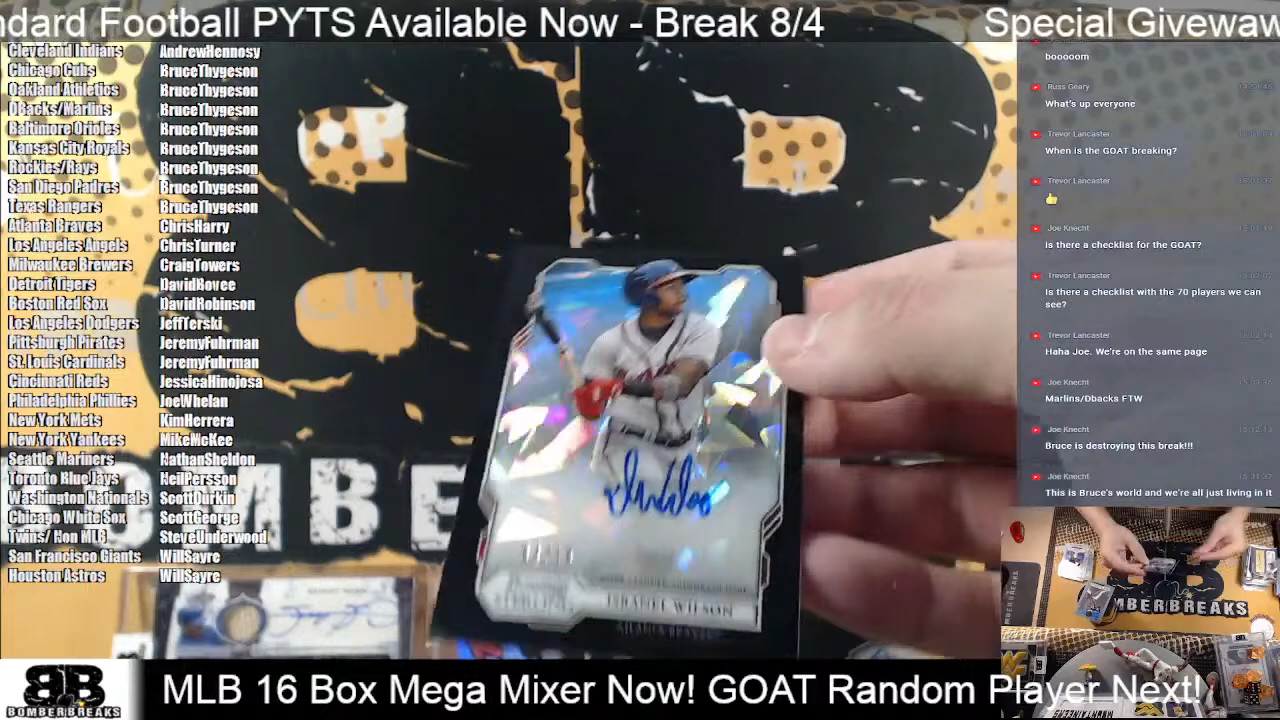 ndard Football PYTS Available Now - Break 8/4
Special Givewaw
Cleveland Indians AndrewHennosy
Chicago Cubs BruceThygeson
Oakland Athletics BruceThygeson
DBacks/Marlins BruceThygeson
Baltimore Orioles BruceThygeson
Kansas City Royals BruceThygeson
Rockies/Rays BruceThygeson
San Diego Padres BruceThygeson
Texas Rangers BruceThygeson
Atlanta Braves ChrisHarry
Los Angeles Angels ChrisTurner
Milwaukee Brewers CraigTowers
Detroit Tigers DavidBovee
Boston Red Sox DavidRobinson
Los Angeles Dodgers JeffTerski
Pittsburgh Pirates JeremyFuhrman
St. Louis Cardinals JeremyFuhrman
Cincinnati Reds JessicaHinojosa
Philadelphia Phillies JoeWhelan
New York Mets KimHerrera
New York Yankees MikeMcKee
Seattle Mariners NathanSheldon
Toronto Blue Jays NeilPersson
Washington Nationals ScottDurkin
Chicago White Sox ScottGeorge
Twins/ Non MLB SteveUnderwood
San Francisco Giants WillSayre
Houston Astros WillSayre
booooom
Russ Geary
What's up everyone
Trevor Lancaster
When is the GOAT breaking?
Trevor Lancaster
👍
Joe Knecht
Is there a checklist for the GOAT?
Trevor Lancaster
Is there a checklist with the 70 players we can
see?
Trevor Lancaster
Haha Joe. We're on the same page
Joe Knecht
Marlins/Dbacks FTW
Joe Knecht
Bruce is destroying this break!!!
Joe Knecht
This is Bruce's world and we're all just living in it
OMBE
WILSON
MBERBREAKS
BB
BOMBERBREAKS
MLB 16 Box Mega Mixer Now! GOAT Random Player Next!